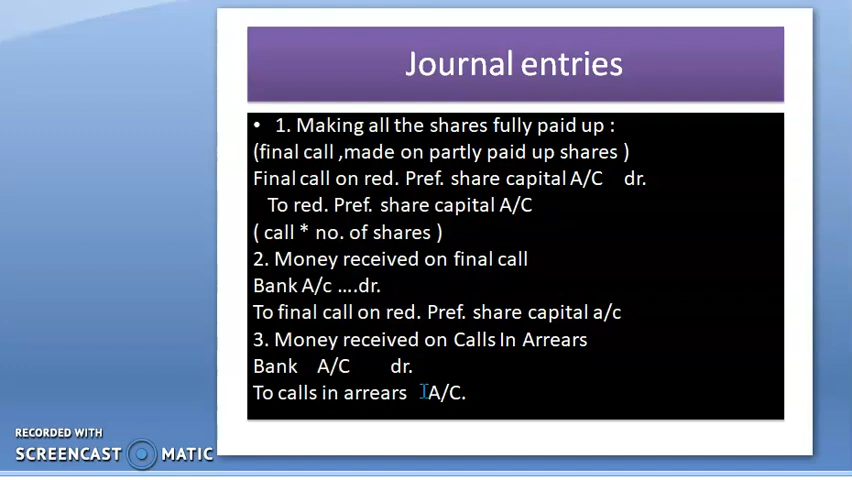 Journal entries
• 1. Making all the shares fully paid up :
(final call ,made on partly paid up shares )
Final call on red. Pref. share capital A/C dr.
To red. Pref. share capital A/C
( call * no. of shares )
2. Money received on final call
Bank A/c ….dr.
To final call on red. Pref. share capital a/c
3. Money received on Calls In Arrears
Bank A/C dr.
To calls in arrears A/C.
RECORDED WITH
SCREENCAST MATIC